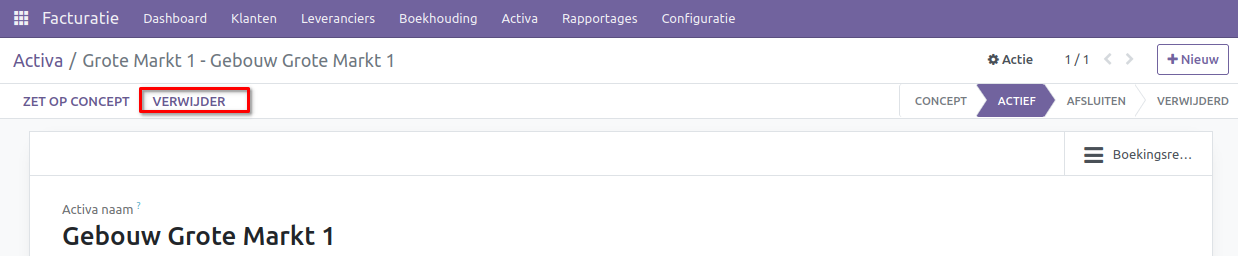 Facturatie Dashboard Klanten Leveranciers Boekhouding Activa Rapportages Configuratie
Activa / Grote Markt 1 - Gebouw Grote Markt 1 Actie 1 / 1 Nieuw
ZET OP CONCEPT VERWIJDER CONCEPT ACTIEF AFSLUITEN VERWIJDERD
Boekingsre...
Activa naam ?
Gebouw Grote Markt 1